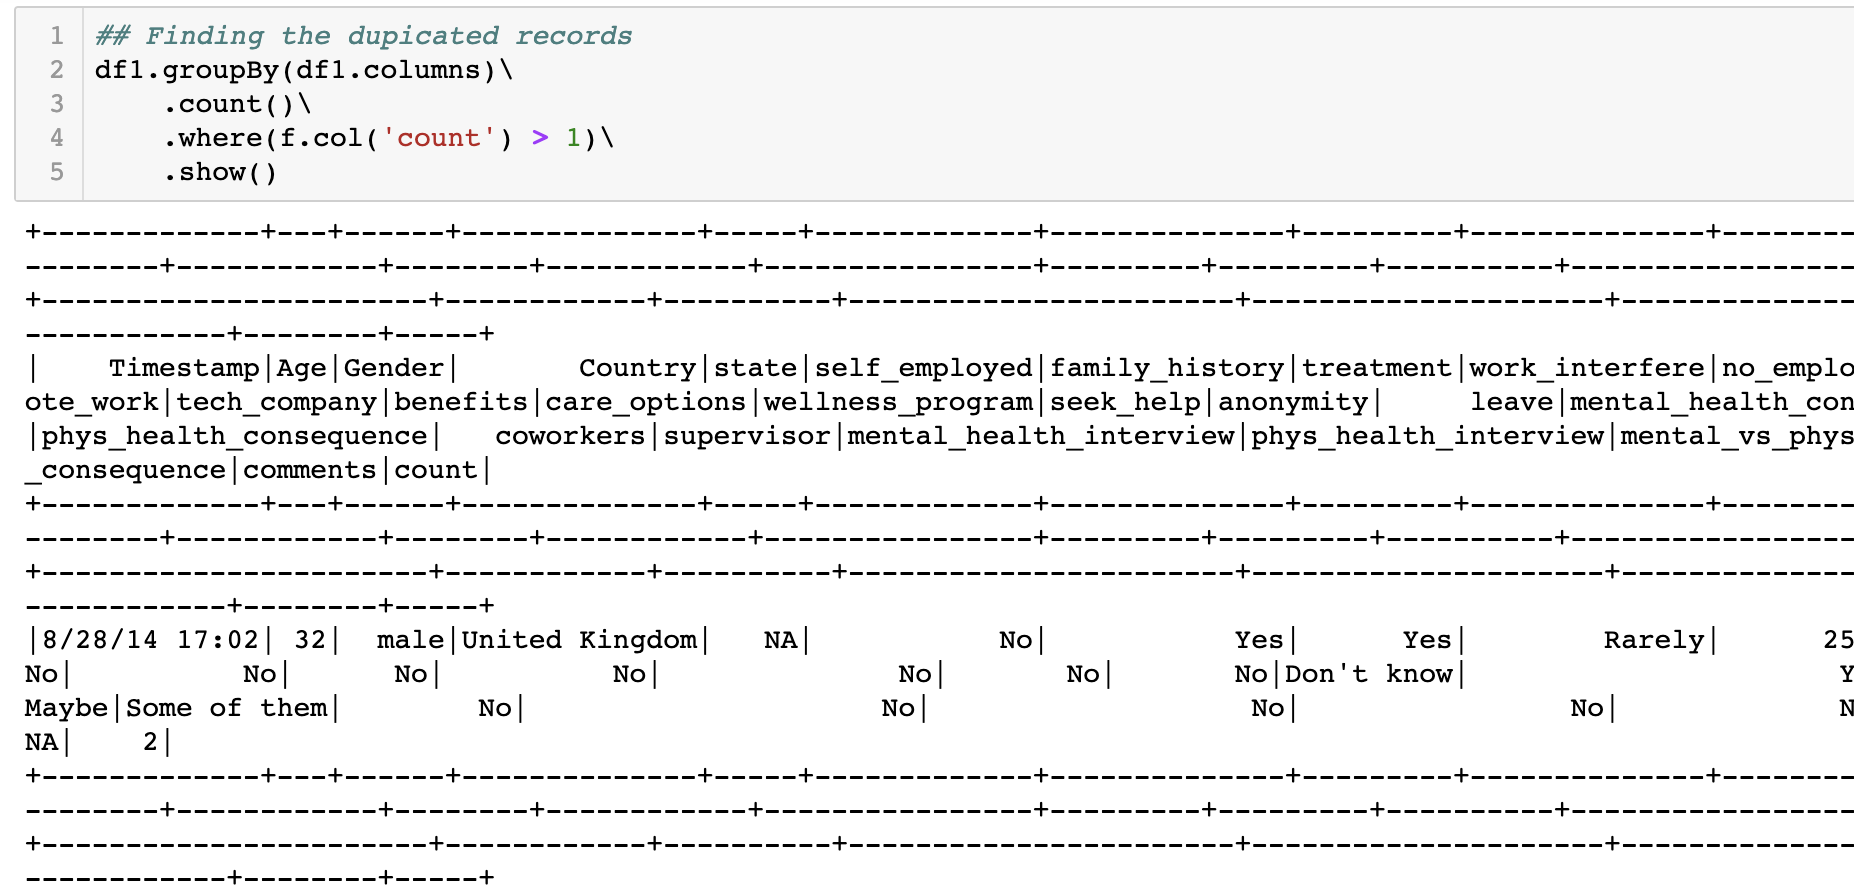 1 ## Finding the dupicated records
2 df1.groupBy(df1.columns)\
3     .count()\
4     .where(f.col('count') > 1)\
5     .show()
+-------------+---+------+--------------+-----+-------------+--------------+---------+--------------+--------
--------+------------+--------+------------+----------------+---------+---------+----------+-----------------
+-----------------------+------------+----------+-----------------------+---------------------+--------------
------------+--------+-----+
|    Timestamp|Age|Gender|       Country|state|self_employed|family_history|treatment|work_interfere|no_emplo
ote_work|tech_company|benefits|care_options|wellness_program|seek_help|anonymity|     leave|mental_health_con
|phys_health_consequence|   coworkers|supervisor|mental_health_interview|phys_health_interview|mental_vs_phys
_consequence|comments|count|
+-------------+---+------+--------------+-----+-------------+--------------+---------+--------------+--------
--------+------------+--------+------------+----------------+---------+---------+----------+-----------------
+-----------------------+------------+----------+-----------------------+---------------------+--------------
------------+--------+-----+
|8/28/14 17:02| 32|  male|United Kingdom|   NA|           No|           Yes|      Yes|        Rarely|      25
No|          No|      No|          No|              No|       No|       No|Don't know|                      Y
Maybe|Some of them|        No|                     No|                   No|                No|             N
NA|    2|
+-------------+---+------+--------------+-----+-------------+--------------+---------+--------------+--------
--------+------------+--------+------------+----------------+---------+---------+----------+-----------------
+-----------------------+------------+----------+-----------------------+---------------------+--------------
------------+--------+-----+